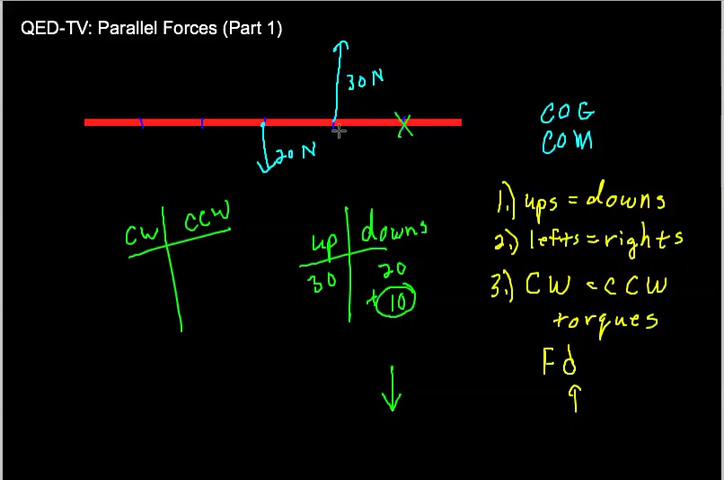 QED-TV: Parallel Forces (Part 1)
30 N
20 N
COG
COM
1.) ups = downs
2.) lefts = rights
3.) CW = CCW
torques
Fd
CW CCW
up downs
30 20
+ 10